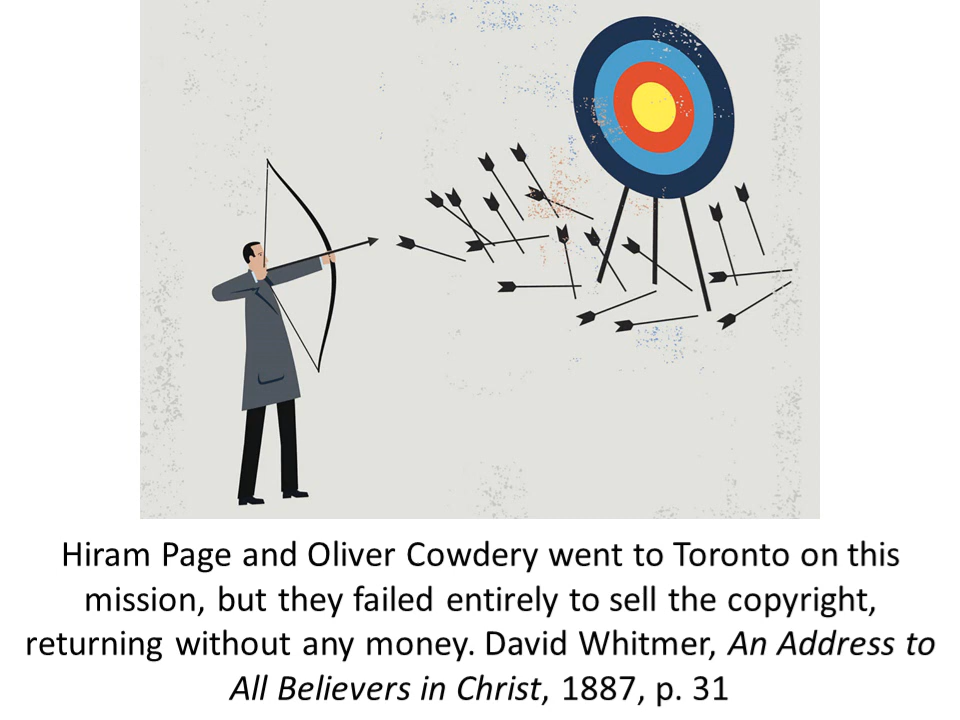 Hiram Page and Oliver Cowdery went to Toronto on this
mission, but they failed entirely to sell the copyright,
returning without any money. David Whitmer, An Address to
All Believers in Christ, 1887, p. 31